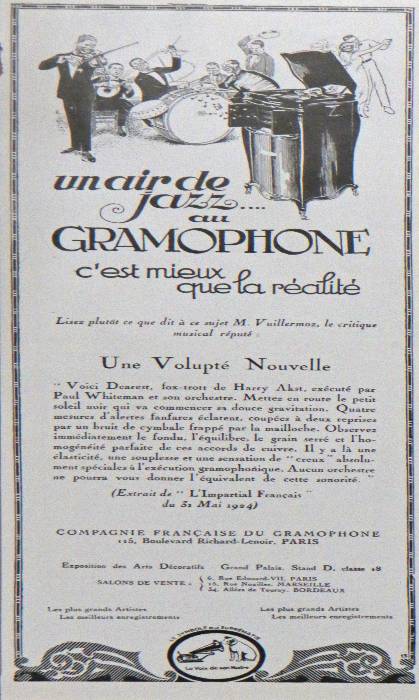 un air de
jazz....
au
GRAMOPHONE
c'est mieux
que la réalité
Lisez plutôt ce que dit à ce sujet M. Vuillermoz, le critique
musical réputé :
Une Volupté Nouvelle
" Voici Dearest, fox-trott de Harry Akst, exécuté par
Paul Whiteman et son orchestre. Mettez en route le petit
soleil noir qui va commencer sa douce gravitation. Quatre
mesures d'alertes fanfares éclatent, coupées à deux reprises
par un bruit de cymbale frappé par la mailloche. Observez
immédiatement le fondu, l'équilibre, le grain serré et l'ho-
mogénéité parfaite de ces accords de cuivre. Il y a là une
élasticité, une souplesse et une sensation de " creux " absolu-
ment spéciales à l'exécution gramophonique. Aucun orchestre
ne pourra vous donner l'équivalent de cette sonorité. "
(Extrait de " L'Impartial Français "
du 31 Mai 1924)
COMPAGNIE FRANÇAISE DU GRAMOPHONE
115, Boulevard Richard-Lenoir, PARIS
Exposition des Arts Décoratifs Grand Palais, Stand D, classe 18
SALONS DE VENTE :
6, Rue Edouard-VII, PARIS
15, Rue Noailles, MARSEILLE
34, Allées de Tourny, BORDEAUX
Les plus grands Artistes
Les meilleurs enregistrements
Les plus grands Artistes
Les meilleurs enregistrements
La Voix de son Maître